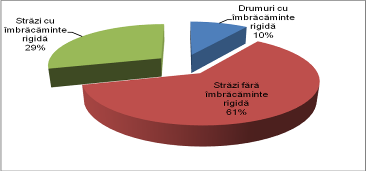 Străzi cu
îmbrăcăminte
rigidă
29%
Drumuri cu
îmbrăcăminte
rigidă
10%
Străzi fără
îmbrăcăminte
rigidă
61%